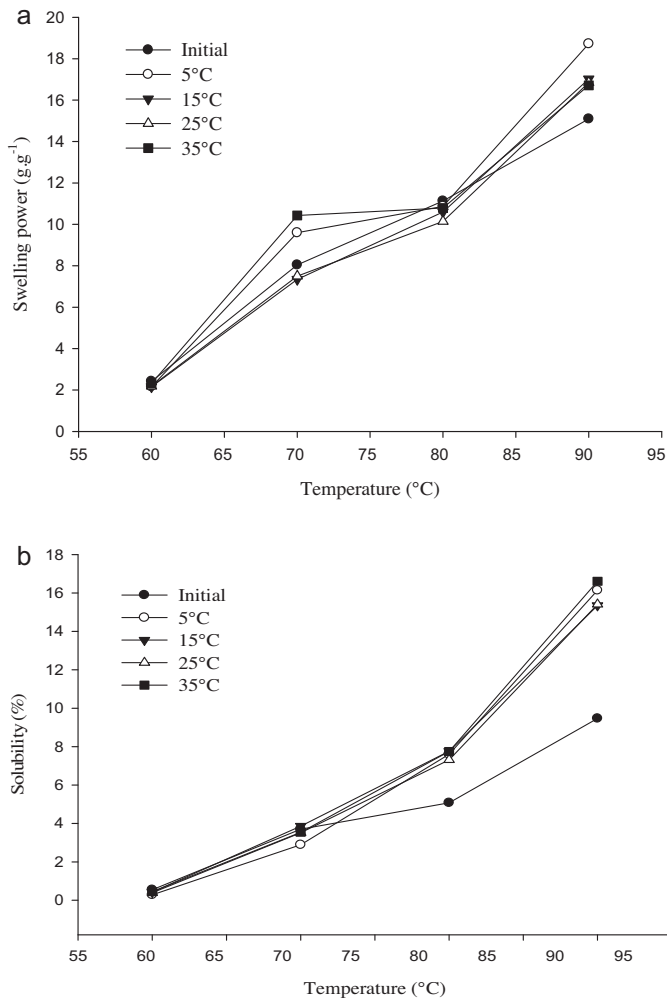 a
20
18
16
14
12
10
8
6
4
2
0
Swelling power (g.g-1)
Initial
5°C
15°C
25°C
35°C
55 60 65 70 75 80 85 90 95
Temperature (°C)
b
18
16
14
12
10
8
6
4
2
0
Solubility (%)
Initial
5°C
15°C
25°C
35°C
55 60 65 70 75 80 85 90 95
Temperature (°C)